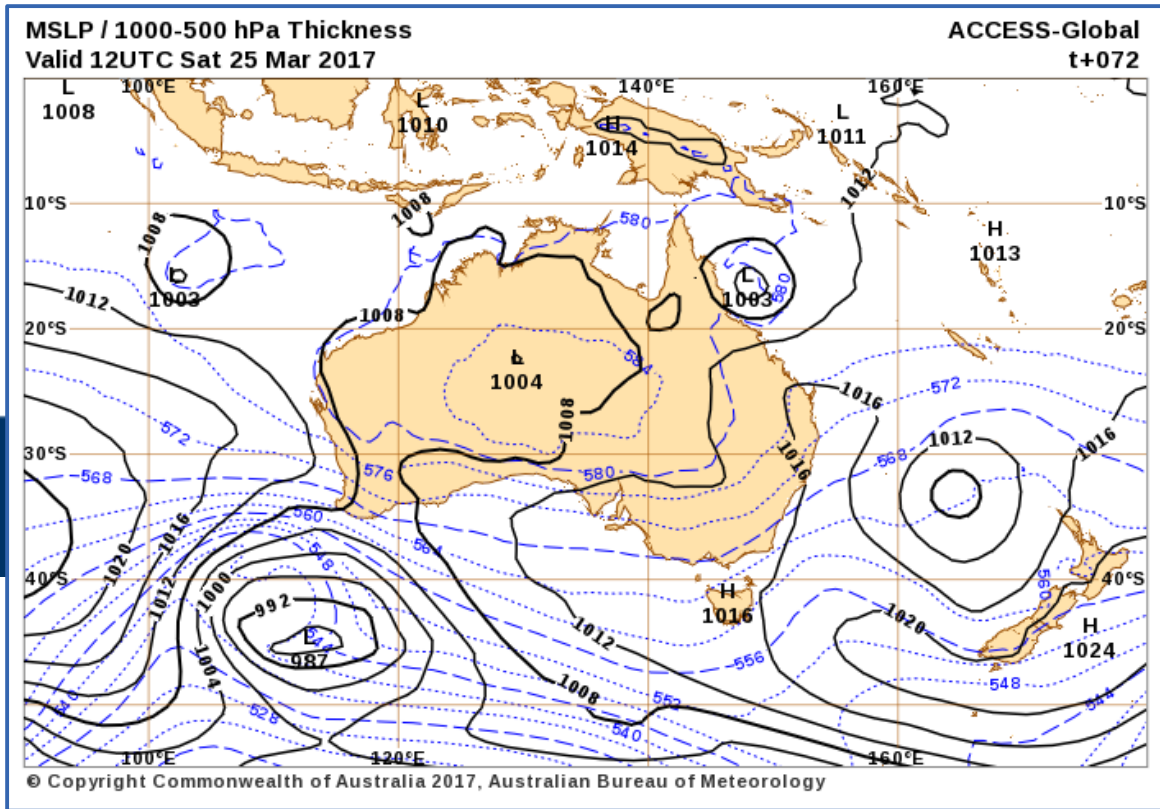 MSLP / 1000-500 hPa Thickness
ACCESS-Global
Valid 12UTC Sat 25 Mar 2017
t+072
100°E
140°E
160°E
L
1008
L
1010
H
1014
L
1011
1012
10°S
1008
1008
580
10°S
H
1013
L
1003
L
1003
580
1012
1008
20°S
20°S
L
1004
584
1008
1016
572
572
1012
1016
30°S
30°S
568
576
580
1016
568
560
564
548
1016
1020
1012
1000
560
40°S
40°S
992
L
987
544
H
1016
1020
H
1024
1012
1004
556
1008
552
548
544
540
528
540
100°E
120°E
160°E
© Copyright Commonwealth of Australia 2017, Australian Bureau of Meteorology